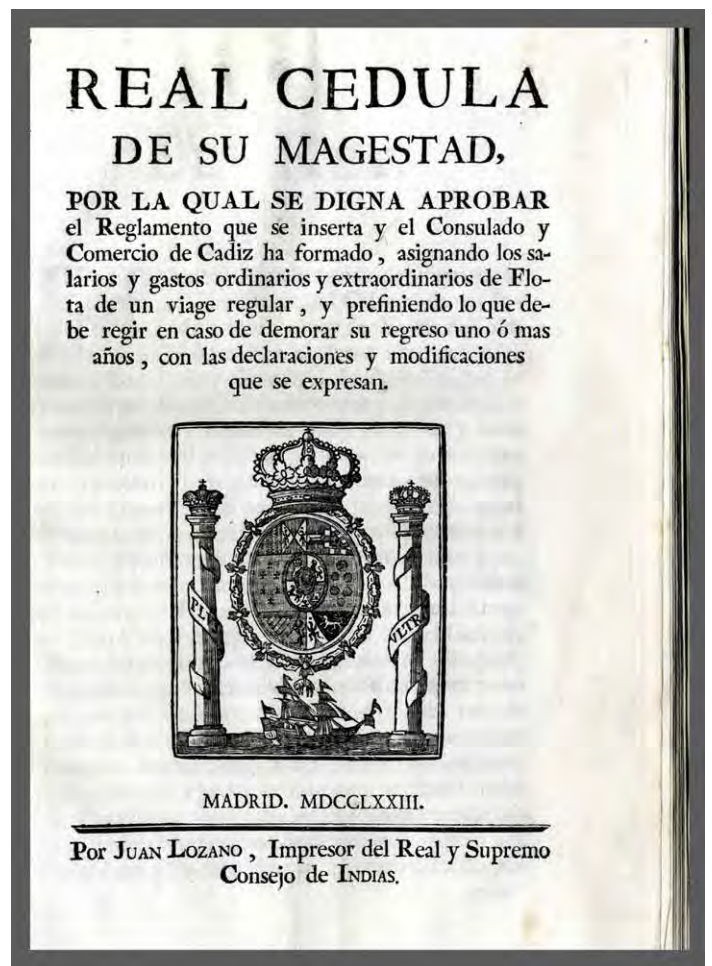 REAL CEDULA
DE SU MAGESTAD,
POR LA QUAL SE DIGNA APROBAR
el Reglamento que se inserta y el Consulado y
Comercio de Cadiz ha formado, asignando los sa-
larios y gastos ordinarios y extraordinarios de Flo-
ta de un viage regular, y prefiniendo lo que de-
be regir en caso de demorar su regreso uno ó mas
años, con las declaraciones y modificaciones
que se expresan.
PLV
VLTR
MADRID. MDCCLXXIII.
Por JUAN LOZANO, Impresor del Real y Supremo
Consejo de INDIAS.